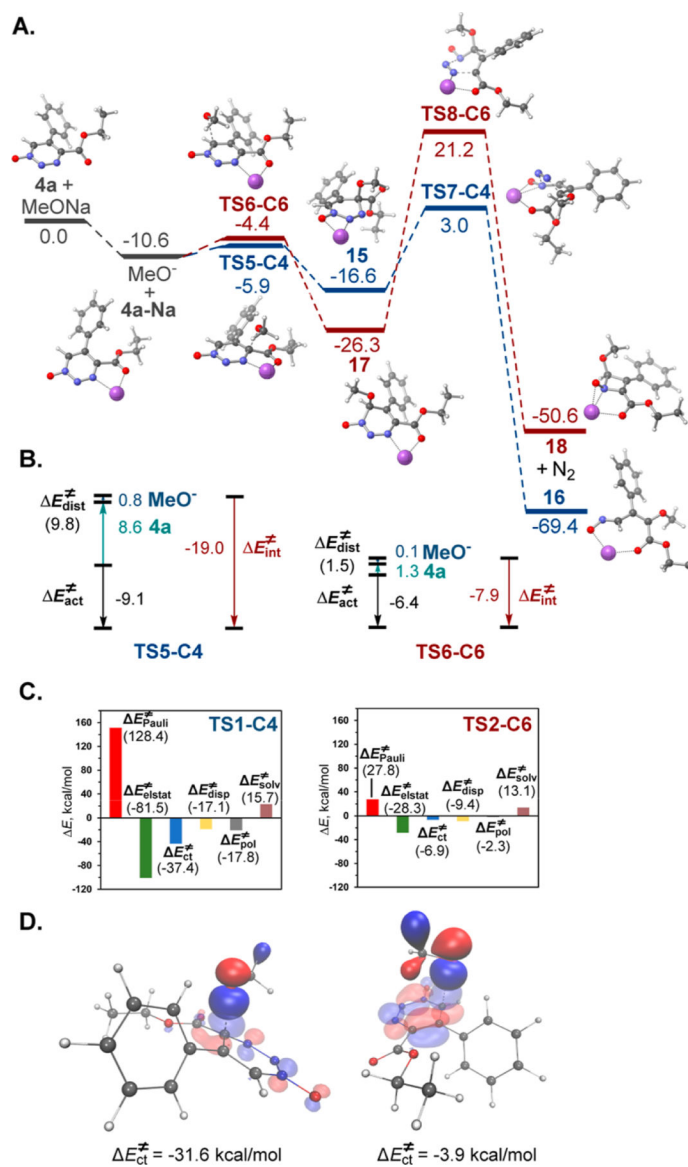 A.
TS8-C6
21.2
4a +
MeONa
0.0
-10.6
MeO-
+
4a-Na
TS6-C6
-4.4
TS5-C4
-5.9
15
-16.6
TS7-C4
3.0
-26.3
17
-50.6
18
+ N2
16
-69.4
B.
ΔE≠dist
(9.8)
0.8 MeO-
8.6 4a
ΔE≠act
-9.1
-19.0
ΔE≠int
TS5-C4
ΔE≠dist
(1.5)
0.1 MeO-
1.3 4a
ΔE≠act
-6.4
-7.9
ΔE≠int
TS6-C6
C.
TS1-C4
ΔE, kcal/mol
160
120
80
40
0
-40
-80
-120
ΔE≠Pauli
(128.4)
ΔE≠elstat
(-81.5)
ΔE≠ct
(-37.4)
ΔE≠disp
(-17.1)
ΔE≠pol
(-17.8)
ΔE≠solv
(15.7)
TS2-C6
ΔE, kcal/mol
160
120
80
40
0
-40
-80
-120
ΔE≠Pauli
(27.8)
ΔE≠elstat
(-28.3)
ΔE≠ct
(-6.9)
ΔE≠disp
(-9.4)
ΔE≠pol
(-2.3)
ΔE≠solv
(13.1)
D.
ΔE≠ct = -31.6 kcal/mol
ΔE≠ct = -3.9 kcal/mol